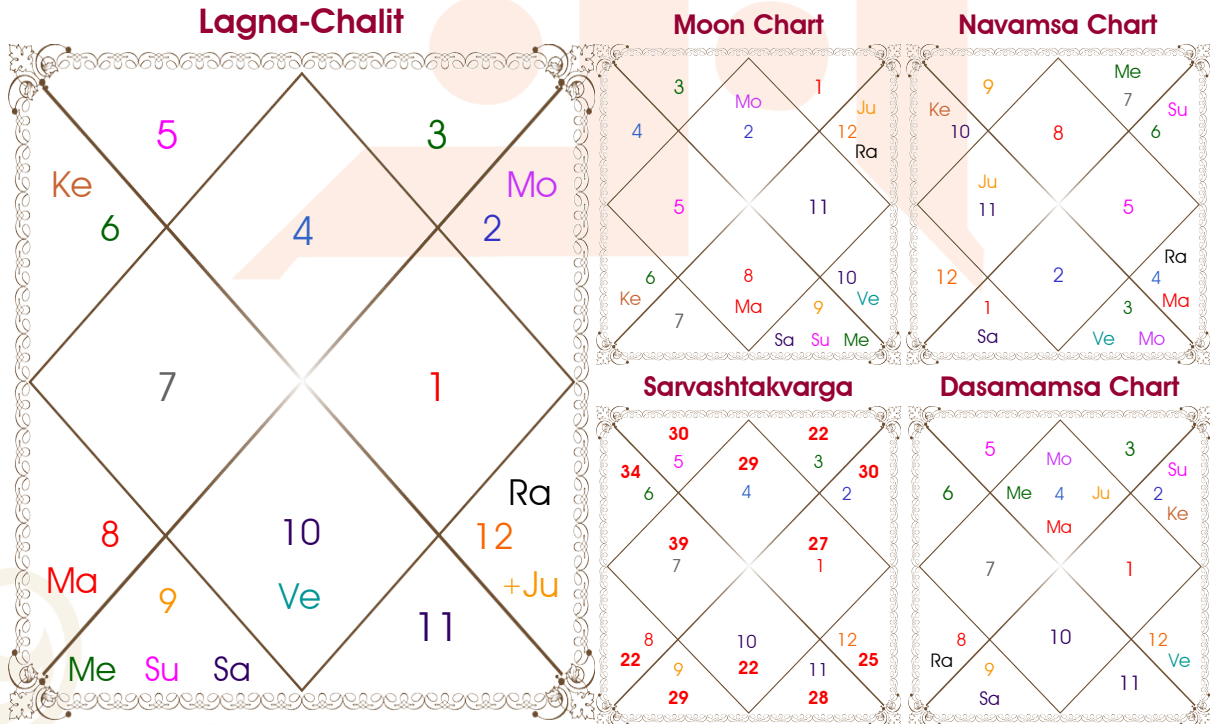 Lagna-Chalit
5 3
Ke Mo
6 4 2
7 1
Ra
8 10 12
Ma Ve +Ju
9 11
Me Su Sa
Moon Chart
3 1
Mo Ju
4 2 12
Ra
5 11
6 8 10
Ke Ma Ve
7 9
Sa Su Me
Navamsa Chart
Me
9 7
Ke Su
10 8 6
Ju
11 5
Ra
12 2 4
1 3 Ma
Sa Ve Mo
Sarvashtakvarga
30 22
5 29 3
34 30
6 4 2
39 27
7 1
8 10 12
22 9 22 11 25
29 28
Dasamamsa Chart
5 Mo 3
Su
6 Me 4 Ju 2
Ma Ke
7 1
8 10 12
Ra 9 Ve
Sa 11